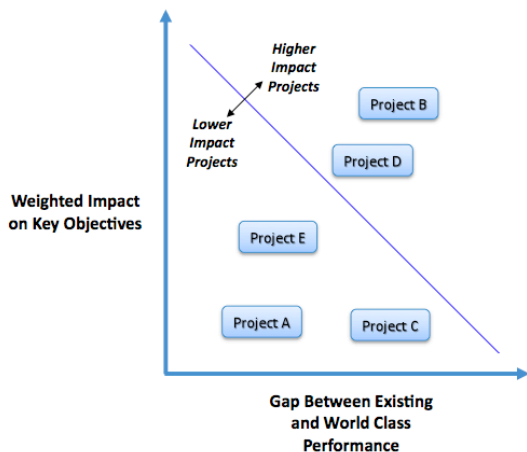 Higher
Impact
Projects
Lower
Impact
Projects
Project B
Project D
Weighted Impact
on Key Objectives
Project E
Project A
Project C
Gap Between Existing
and World Class
Performance